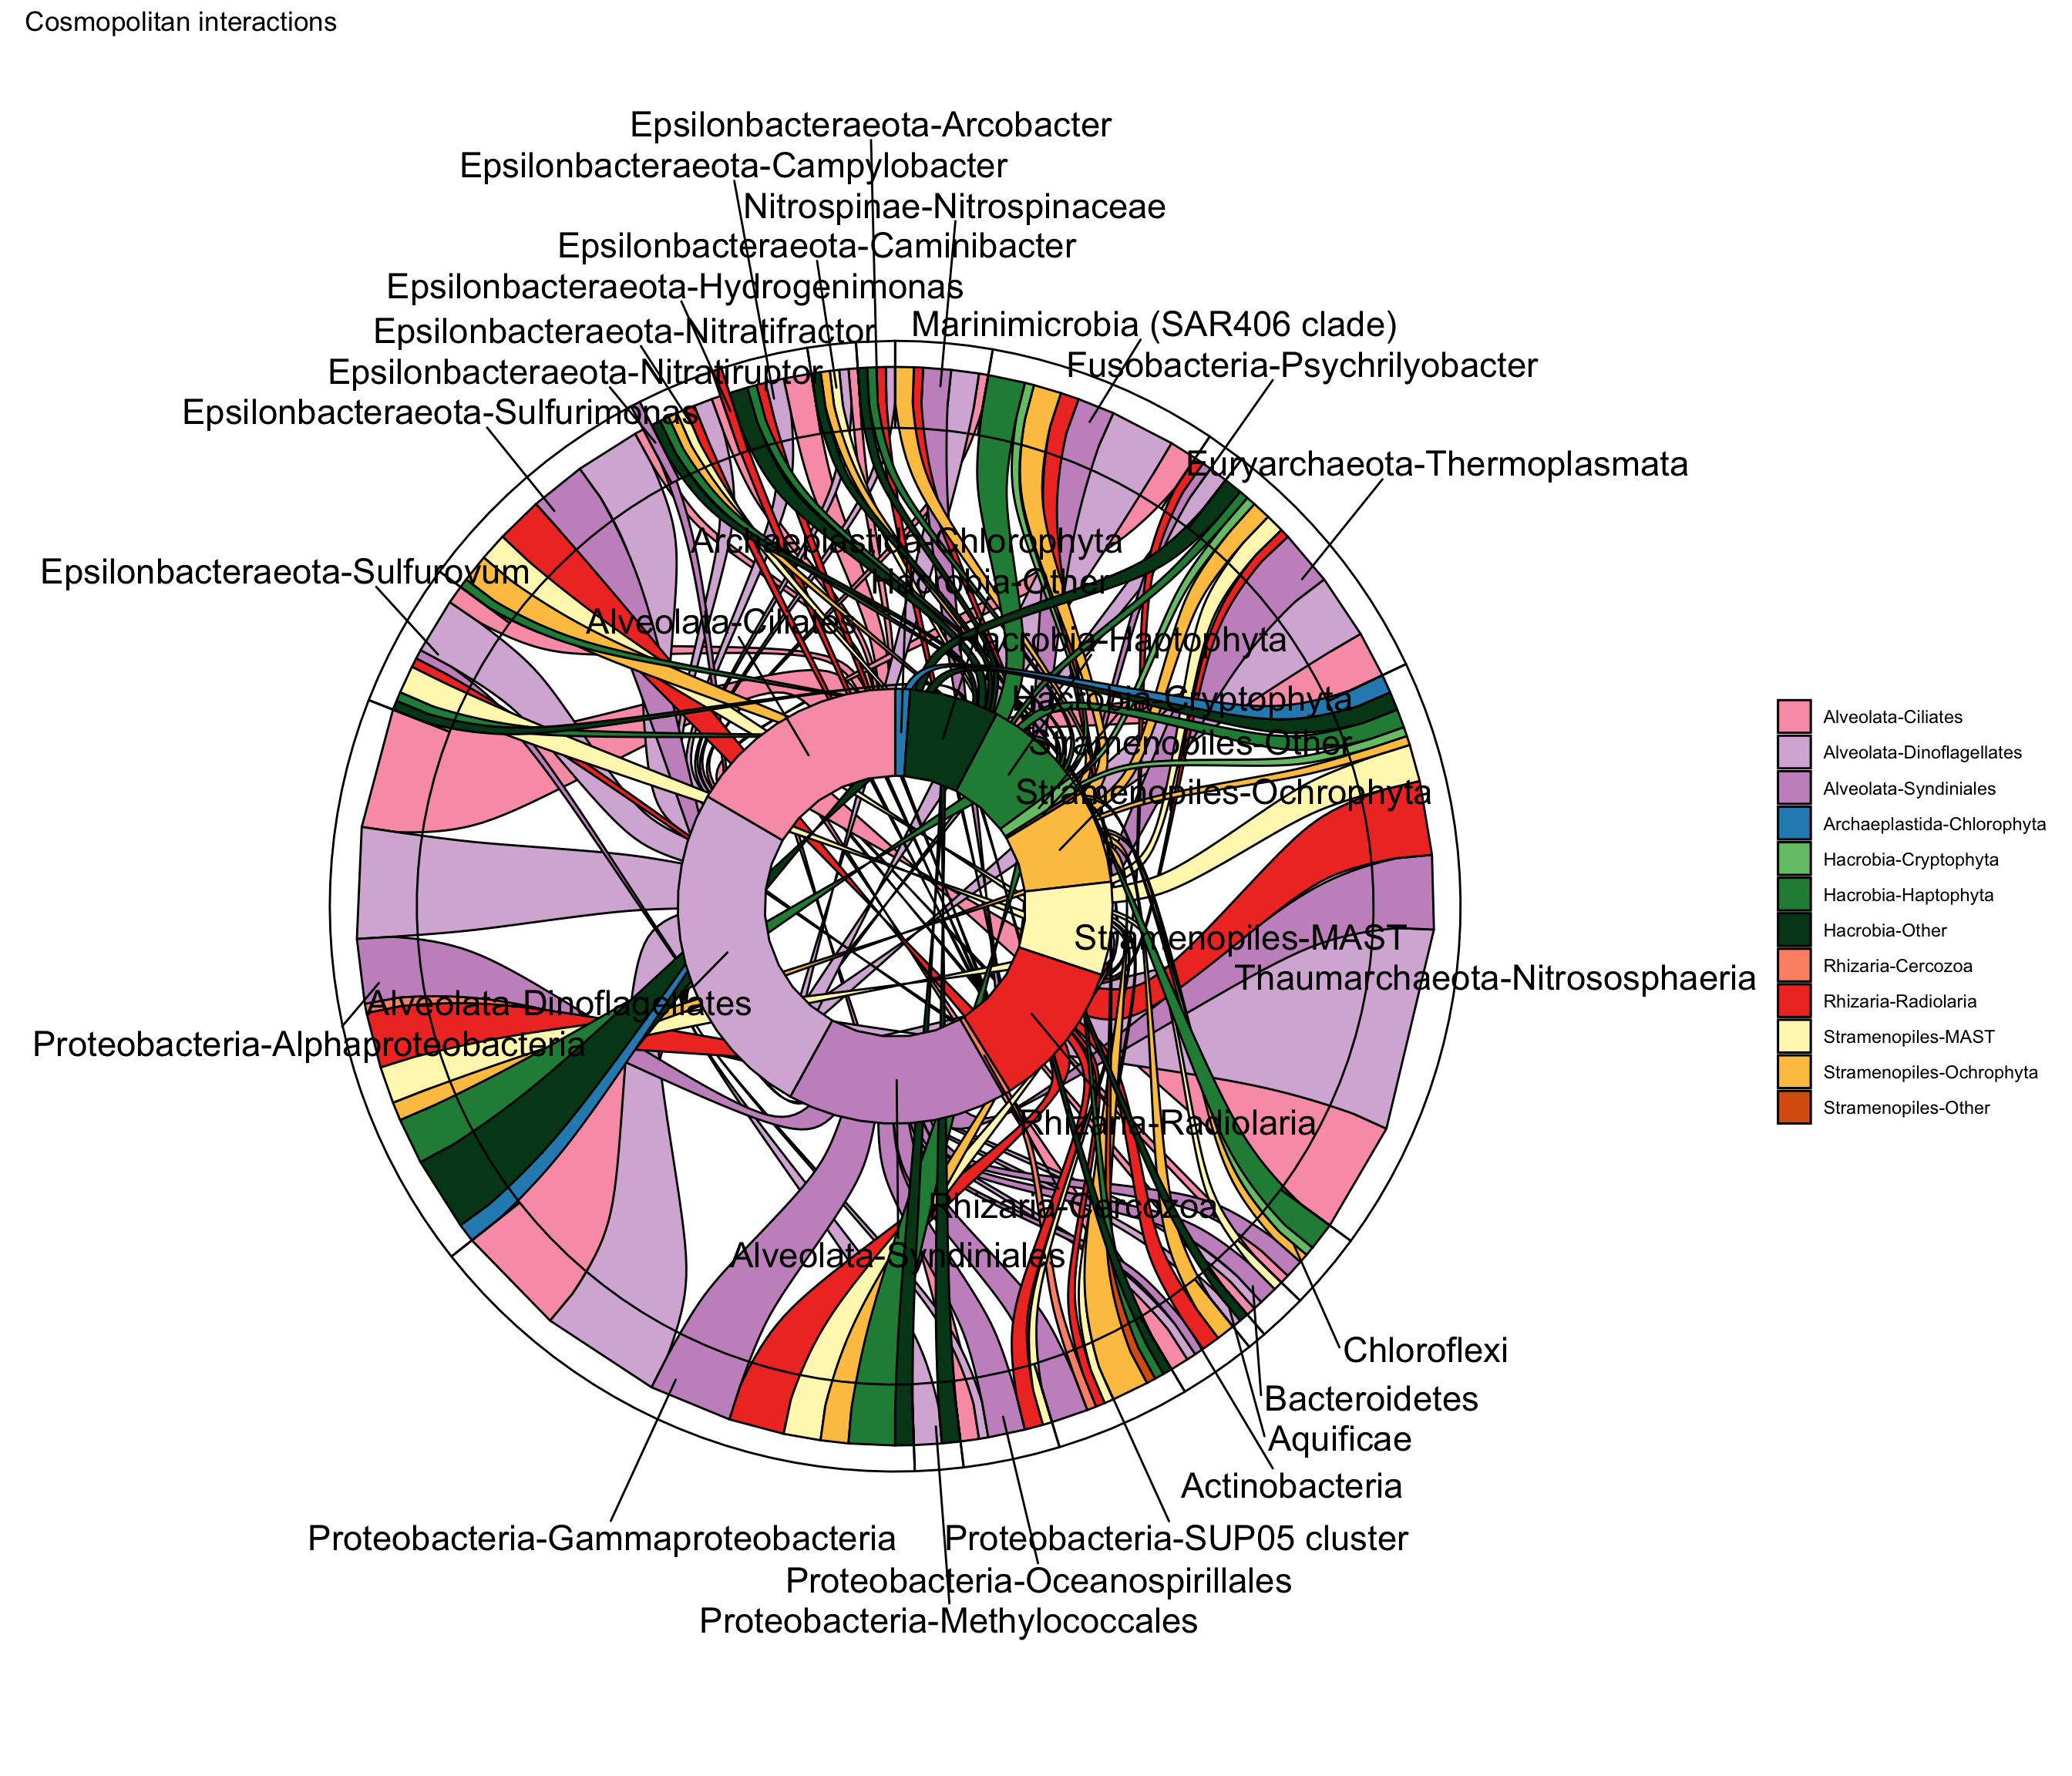 Cosmopolitan interactions
Epsilonbacteraeota-Arcobacter
Epsilonbacteraeota-Campylobacter
Nitrospinae-Nitrospinaceae
Epsilonbacteraeota-Caminibacter
Epsilonbacteraeota-Hydrogenimonas
Marinimicrobia (SAR406 clade)
Epsilonbacteraeota-Nitratifractor
Fusobacteria-Psychrilyobacter
Epsilonbacteraeota-Nitratiruptor
Epsilonbacteraeota-Sulfurimonas
Euryarchaeota-Thermoplasmata
Archaeplastida-Chlorophyta
Epsilonbacteraeota-Sulfurovum
Hacrobia-Other
Alveolata-Ciliates
Hacrobia-Haptophyta
Hacrobia-Cryptophyta
Stramenopiles-Other
Stramenopiles-Ochrophyta
Stramenopiles-MAST
Thaumarchaeota-Nitrososphaeria
Alveolata-Dinoflagellates
Proteobacteria-Alphaproteobacteria
Rhizaria-Radiolaria
Rhizaria-Cercozoa
Alveolata-Syndiniales
Chloroflexi
Bacteroidetes
Aquificae
Actinobacteria
Proteobacteria-Gammaproteobacteria
Proteobacteria-SUP05 cluster
Proteobacteria-Oceanospirillales
Proteobacteria-Methylococcales
Alveolata-Ciliates
Alveolata-Dinoflagellates
Alveolata-Syndiniales
Archaeplastida-Chlorophyta
Hacrobia-Cryptophyta
Hacrobia-Haptophyta
Hacrobia-Other
Rhizaria-Cercozoa
Rhizaria-Radiolaria
Stramenopiles-MAST
Stramenopiles-Ochrophyta
Stramenopiles-Other